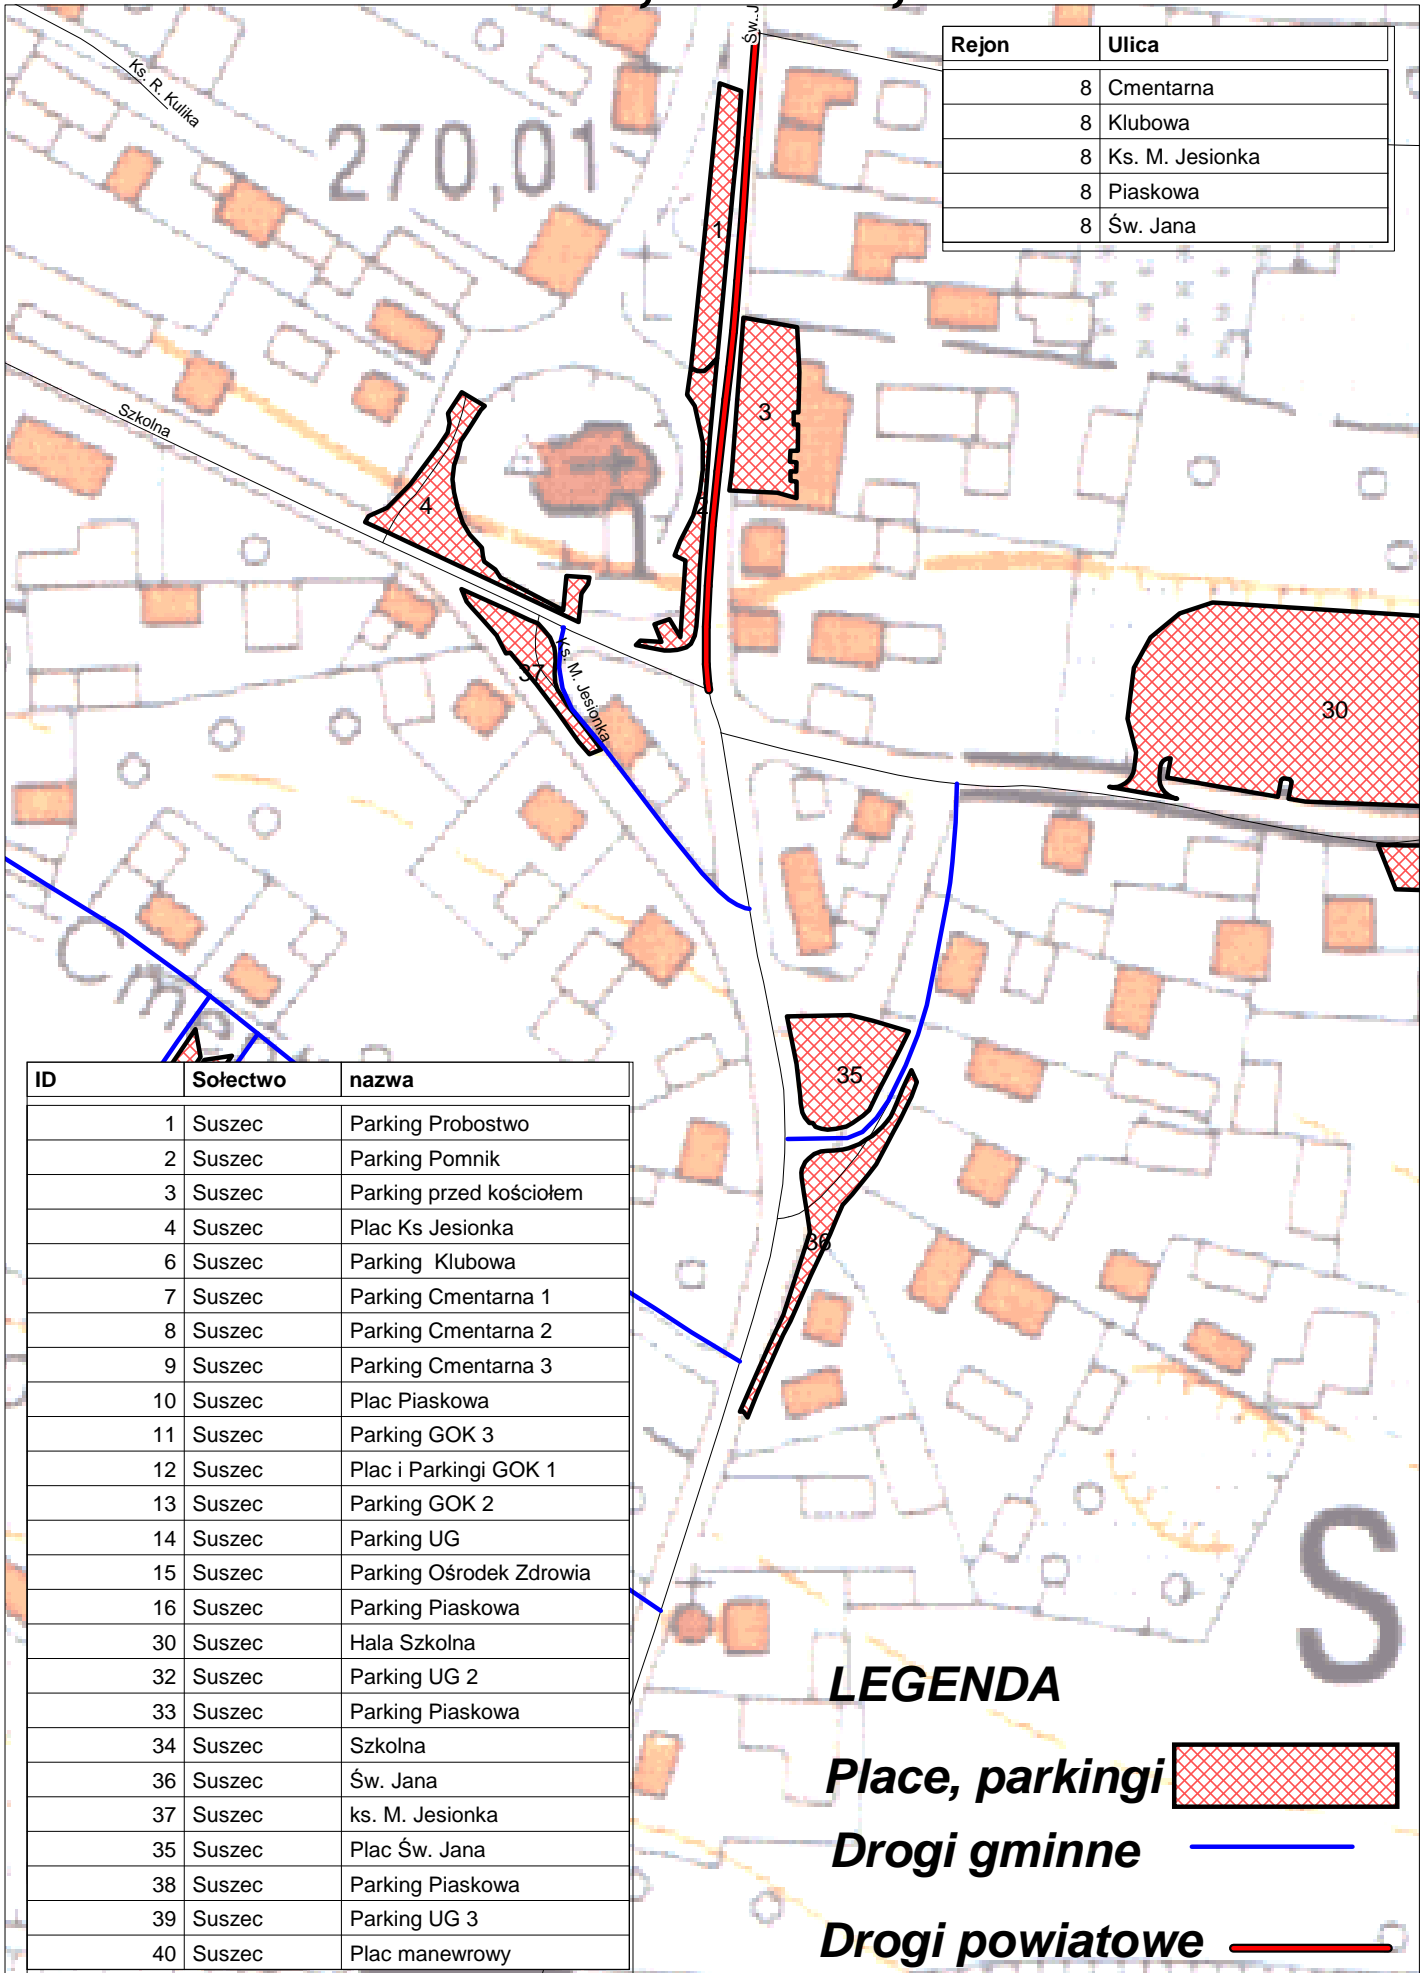 Św. J
Rejon Ulica
8 Cmentarna
8 Klubowa
8 Ks. M. Jesionka
8 Piaskowa
8 Św. Jana
Ks. R. Kulika
270,01
1
Szkolna
3
4
2
Ks. M. Jesionka
37
30
Cme
35
36
ID Sołectwo nazwa
1 Suszec Parking Probostwo
2 Suszec Parking Pomnik
3 Suszec Parking przed kościołem
4 Suszec Plac Ks Jesionka
6 Suszec Parking Klubowa
7 Suszec Parking Cmentarna 1
8 Suszec Parking Cmentarna 2
9 Suszec Parking Cmentarna 3
10 Suszec Plac Piaskowa
11 Suszec Parking GOK 3
12 Suszec Plac i Parkingi GOK 1
13 Suszec Parking GOK 2
14 Suszec Parking UG
15 Suszec Parking Ośrodek Zdrowia
16 Suszec Parking Piaskowa
30 Suszec Hala Szkolna
32 Suszec Parking UG 2
33 Suszec Parking Piaskowa
34 Suszec Szkolna
36 Suszec Św. Jana
37 Suszec ks. M. Jesionka
35 Suszec Plac Św. Jana
38 Suszec Parking Piaskowa
39 Suszec Parking UG 3
40 Suszec Plac manewrowy
S
LEGENDA
Place, parkingi
Drogi gminne
Drogi powiatowe